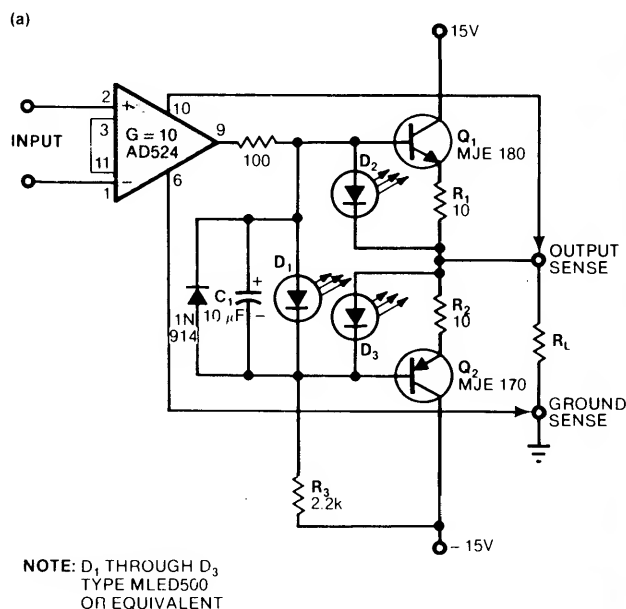 (a)
15V
2
+
10
3
G = 10
9
Q1
INPUT
AD524
MJE 180
100
11
D2
−
6
1
R1
10
D1
OUTPUT
SENSE
+
C1
10 μF
−
R2
10
1N
914
D3
RL
Q2
MJE 170
GROUND
SENSE
R3
2.2k
− 15V
NOTE: D1 THROUGH D3
TYPE MLED500
OR EQUIVALENT